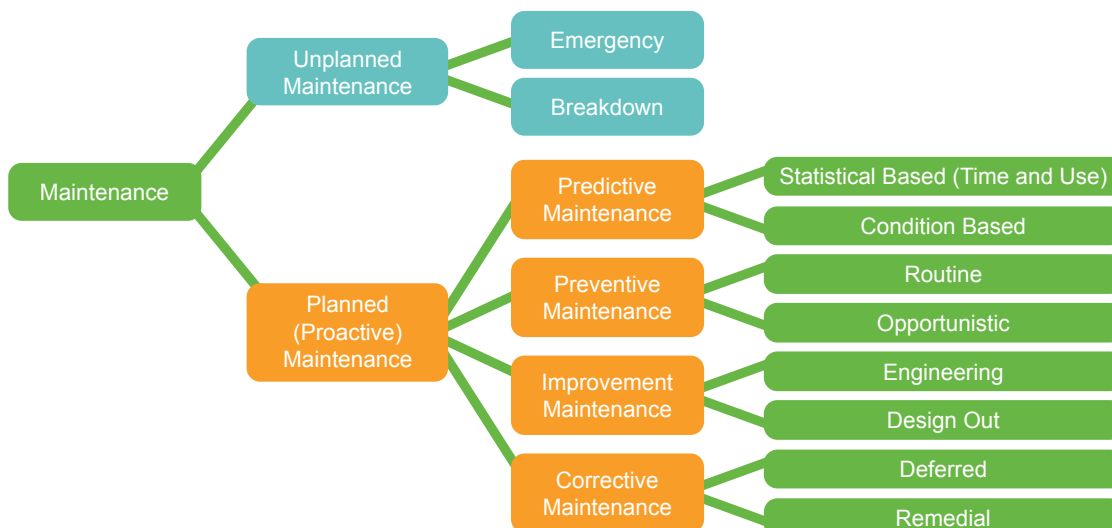 Maintenance
Unplanned
Maintenance
Emergency
Breakdown
Planned
(Proactive)
Maintenance
Predictive
Maintenance
Statistical Based (Time and Use)
Condition Based
Preventive
Maintenance
Routine
Opportunistic
Improvement
Maintenance
Engineering
Design Out
Corrective
Maintenance
Deferred
Remedial